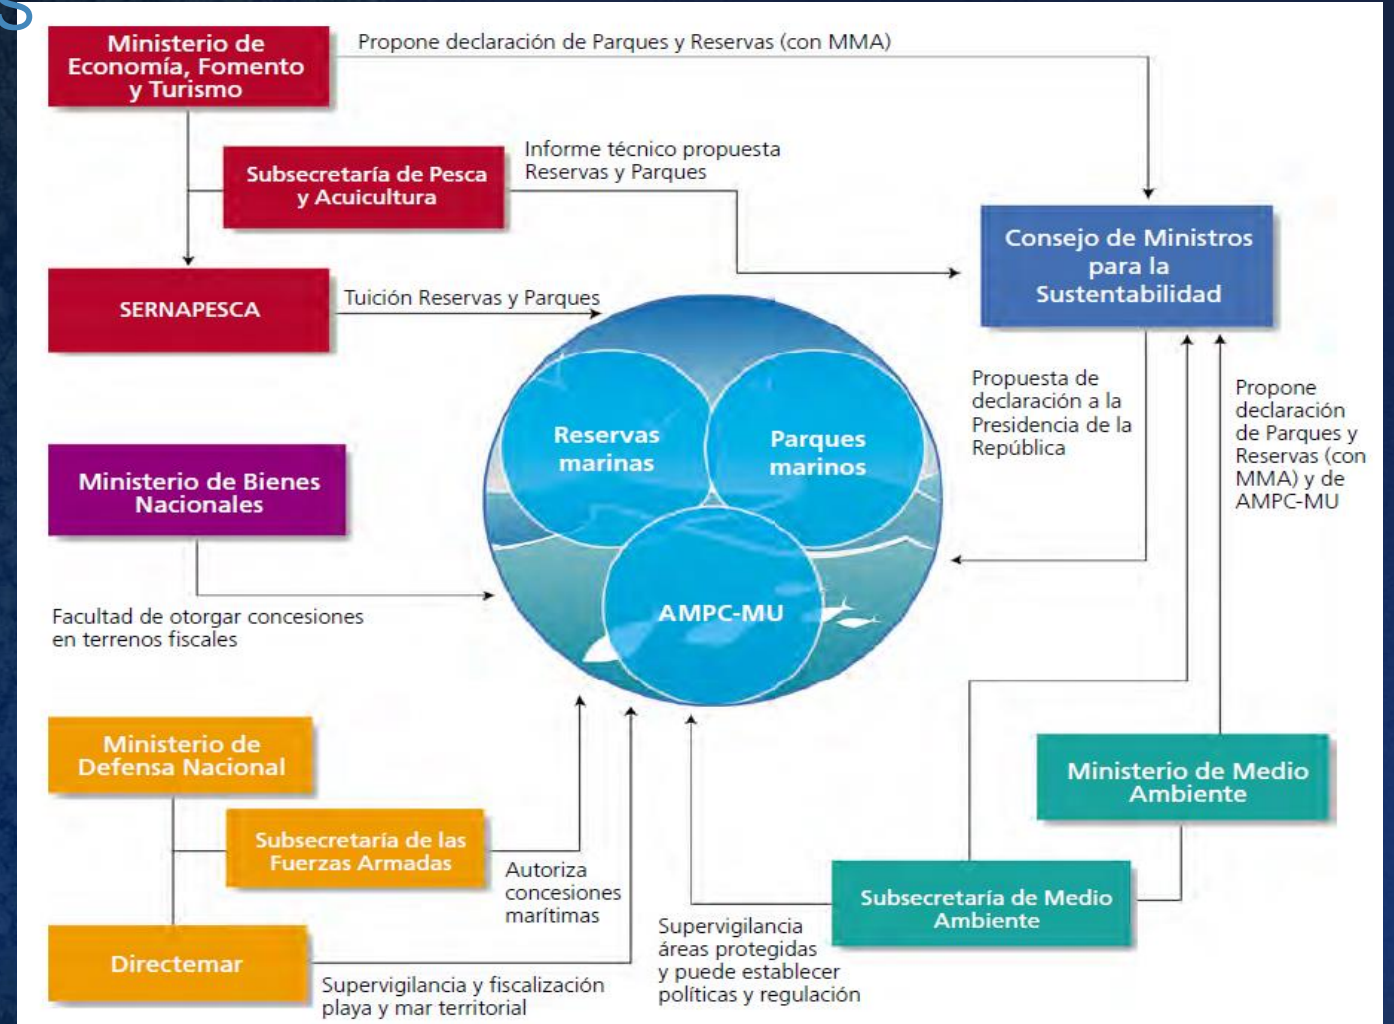 S
Ministerio de
Economía, Fomento
y Turismo
Propone declaración de Parques y Reservas (con MMA)
Subsecretaría de Pesca
y Acuicultura
Informe técnico propuesta
Reservas y Parques
Consejo de Ministros
para la
Sustentabilidad
SERNAPESCA
Tuición Reservas y Parques
Reservas
marinas
Parques
marinos
AMPC-MU
Propuesta de
declaración a la
Presidencia de la
República
Propone
declaración
de Parques y
Reservas (con
MMA) y de
AMPC-MU
Ministerio de Bienes
Nacionales
Facultad de otorgar concesiones
en terrenos fiscales
Ministerio de
Defensa Nacional
Subsecretaría de las
Fuerzas Armadas
Autoriza
concesiones
marítimas
Directemar
Supervigilancia y fiscalización
playa y mar territorial
Ministerio de Medio
Ambiente
Subsecretaría de Medio
Ambiente
Supervigilancia
áreas protegidas
y puede establecer
políticas y regulación